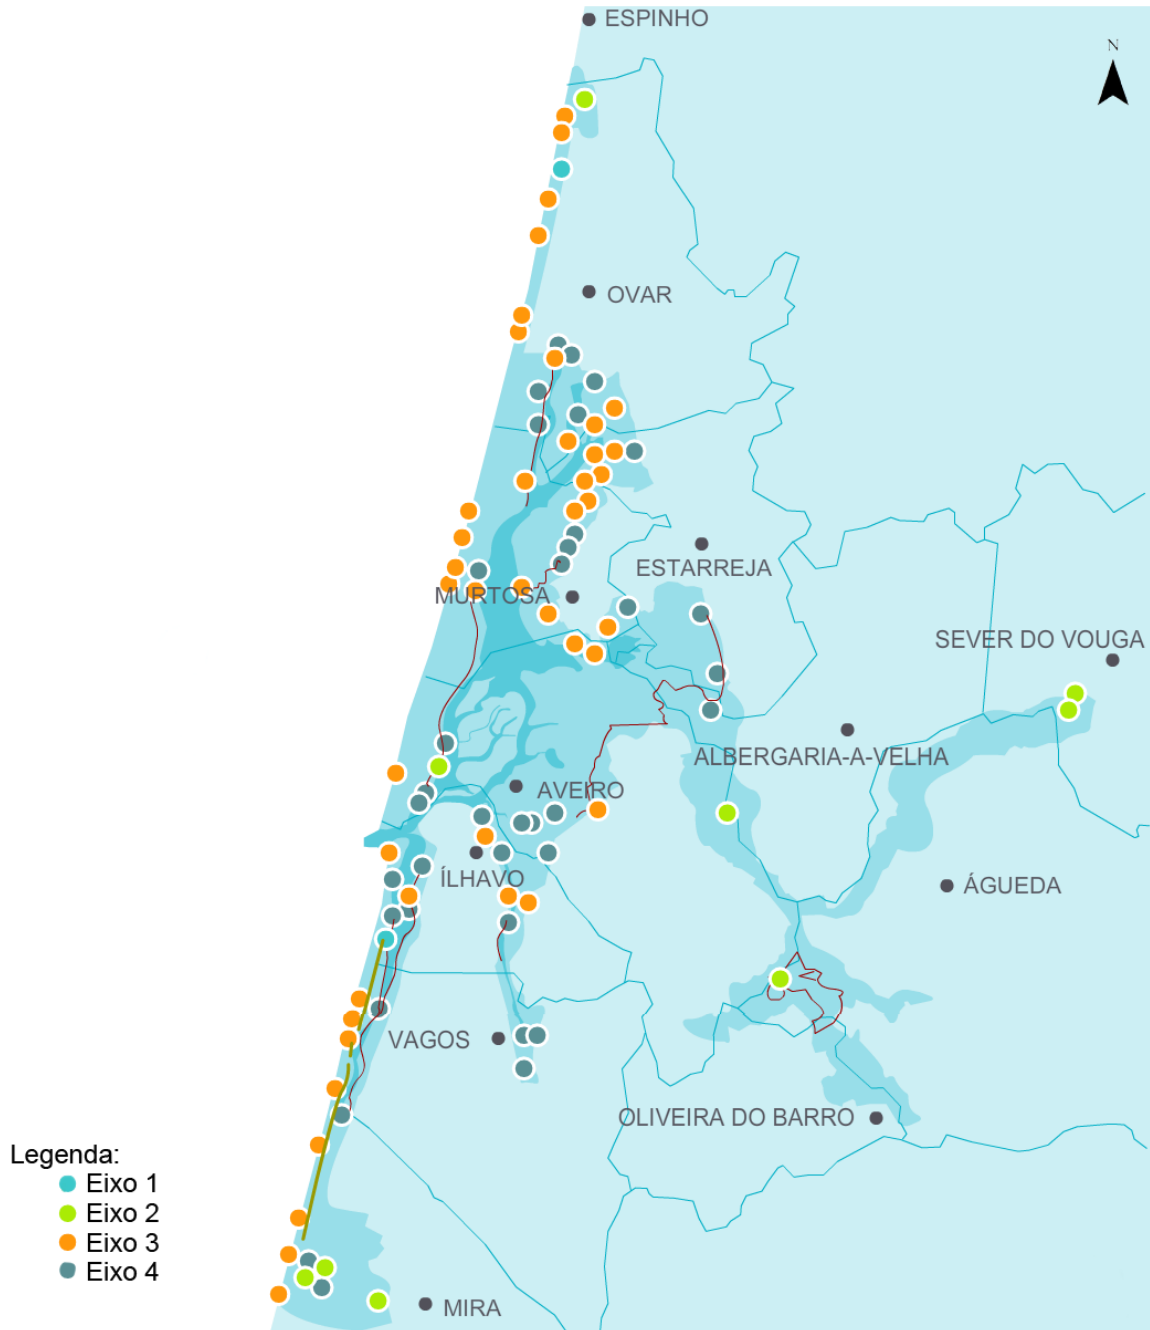 ESPINHO
N
OVAR
ESTARREJA
MURTOSA
SEVER DO VOUGA
ALBERGARIA-A-VELHA
AVEIRO
ÍLHAVO
ÁGUEDA
VAGOS
OLIVEIRA DO BARRO
Legenda:
Eixo 1
Eixo 2
Eixo 3
Eixo 4
MIRA